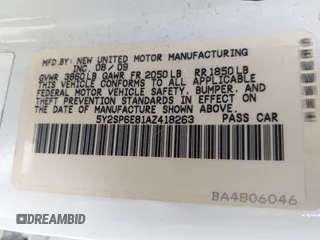 MFD.BY: NEW UNITED MOTOR MANUFACTURING
INC. 08/09
GVWR 3860LB GAWR FR 2050LB RR1850LB
THIS VEHICLE CONFORMS TO ALL APPLICABLE
FEDERAL MOTOR VEHICLE SAFETY, BUMPER, AND
THEFT PREVENTION STANDARDS IN EFFECT ON
THE DATE OF MANUFACTURE SHOWN ABOVE.
5Y2SP6E81AZ418263 PASS CAR
BA4806046
DREAMBID